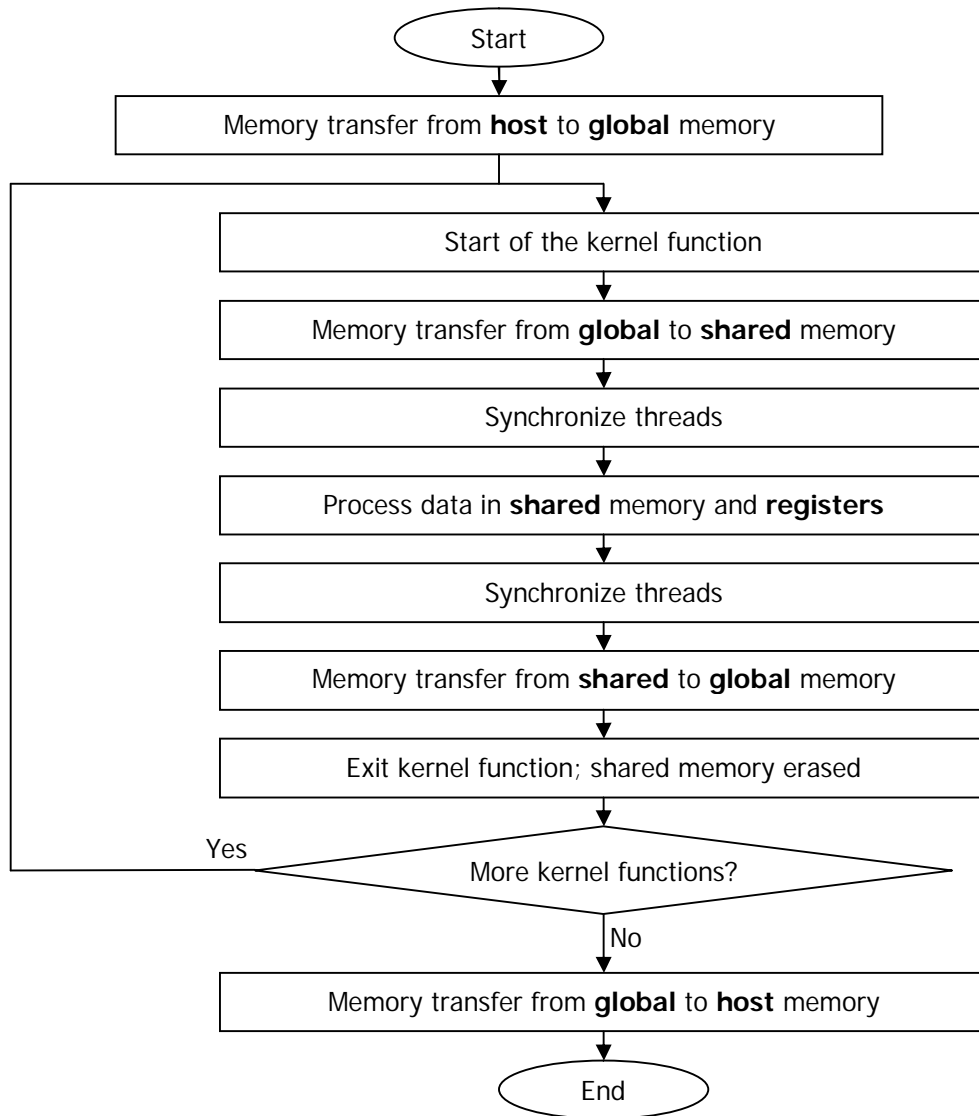 Start
Memory transfer from host to global memory
Start of the kernel function
Memory transfer from global to shared memory
Synchronize threads
Process data in shared memory and registers
Synchronize threads
Memory transfer from shared to global memory
Exit kernel function; shared memory erased
Yes
More kernel functions?
No
Memory transfer from global to host memory
End